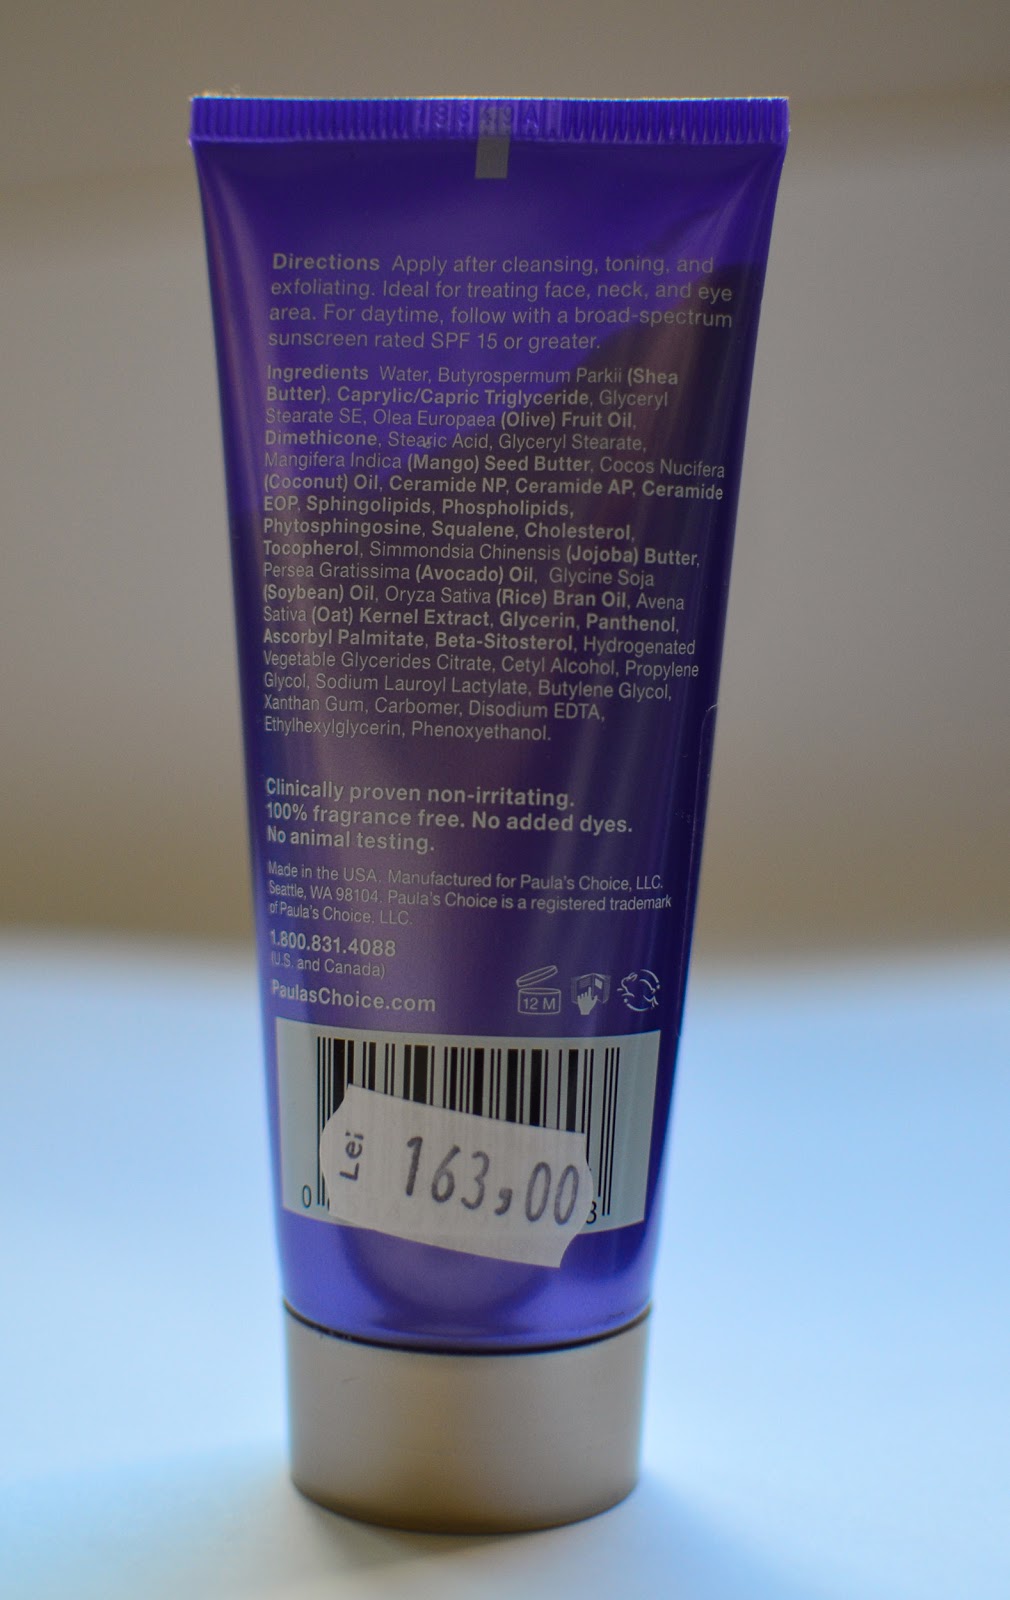 Directions Apply after cleansing, toning, and
exfoliating. Ideal for treating face, neck, and eye
area. For daytime, follow with a broad-spectrum
sunscreen rated SPF 15 or greater.
Ingredients Water, Butyrospermum Parkii (Shea
Butter), Caprylic/Capric Triglyceride, Glyceryl
Stearate SE, Olea Europaea (Olive) Fruit Oil,
Dimethicone, Stearic Acid, Glyceryl Stearate,
Mangifera Indica (Mango) Seed Butter, Cocos Nucifera
(Coconut) Oil, Ceramide NP, Ceramide AP, Ceramide
EOP, Sphingolipids, Phospholipids,
Phytosphingosine, Squalene, Cholesterol,
Tocopherol, Simmondsia Chinensis (Jojoba) Butter,
Persea Gratissima (Avocado) Oil, Glycine Soja
(Soybean) Oil, Oryza Sativa (Rice) Bran Oil, Avena
Sativa (Oat) Kernel Extract, Glycerin, Panthenol,
Ascorbyl Palmitate, Beta-Sitosterol, Hydrogenated
Vegetable Glycerides Citrate, Cetyl Alcohol, Propylene
Glycol, Sodium Lauroyl Lactylate, Butylene Glycol,
Xanthan Gum, Carbomer, Disodium EDTA,
Ethylhexylglycerin, Phenoxyethanol.
Clinically proven non-irritating.
100% fragrance free. No added dyes.
No animal testing.
Made in the USA. Manufactured for Paula's Choice, LLC.
Seattle, WA 98104. Paula's Choice is a registered trademark
of Paula's Choice, LLC.
1.800.831.4088
(U.S. and Canada)
PaulasChoice.com
12 M
Lei 163,00
0 3